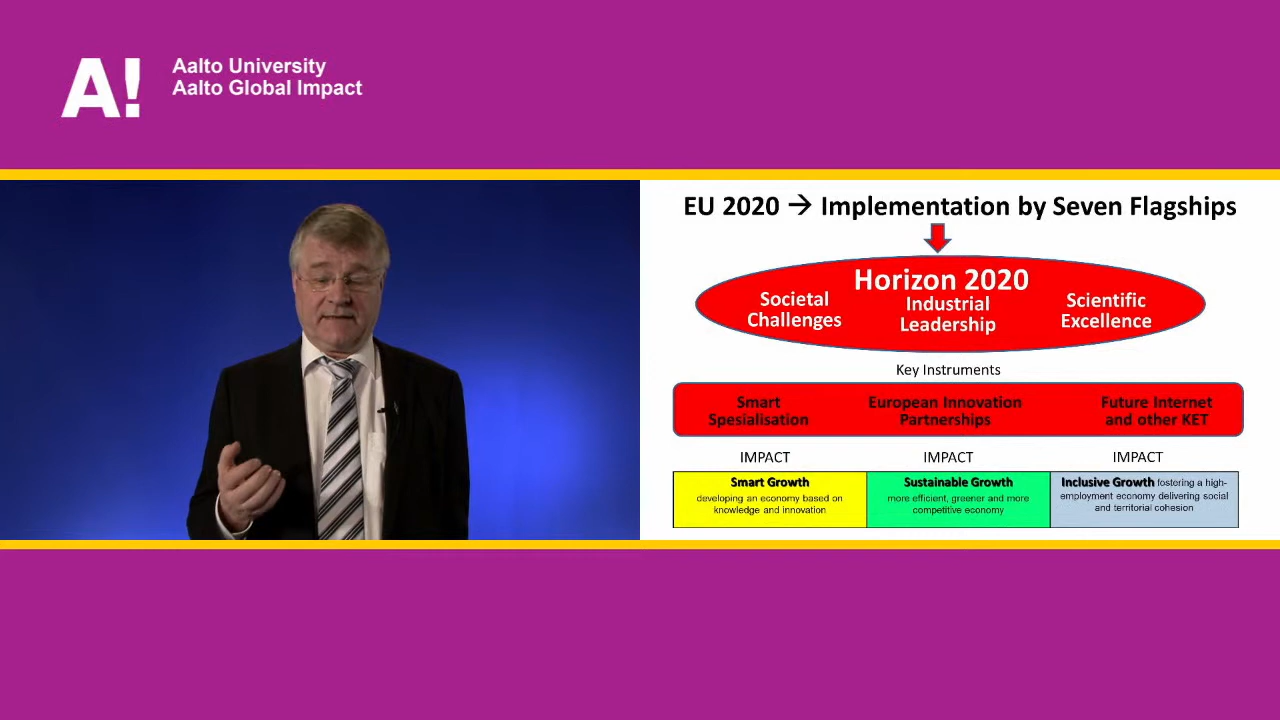 A!
Aalto University
Aalto Global Impact
EU 2020 → Implementation by Seven Flagships
Horizon 2020
Societal
Challenges
Industrial
Leadership
Scientific
Excellence
Key Instruments
Smart
Spesialisation
European Innovation
Partnerships
Future Internet
and other KET
IMPACT
IMPACT
IMPACT
Smart Growth
developing an economy based on
knowledge and innovation
Sustainable Growth
more efficient, greener and more
competitive economy
Inclusive Growth fostering a high-
employment economy delivering social
and territorial cohesion